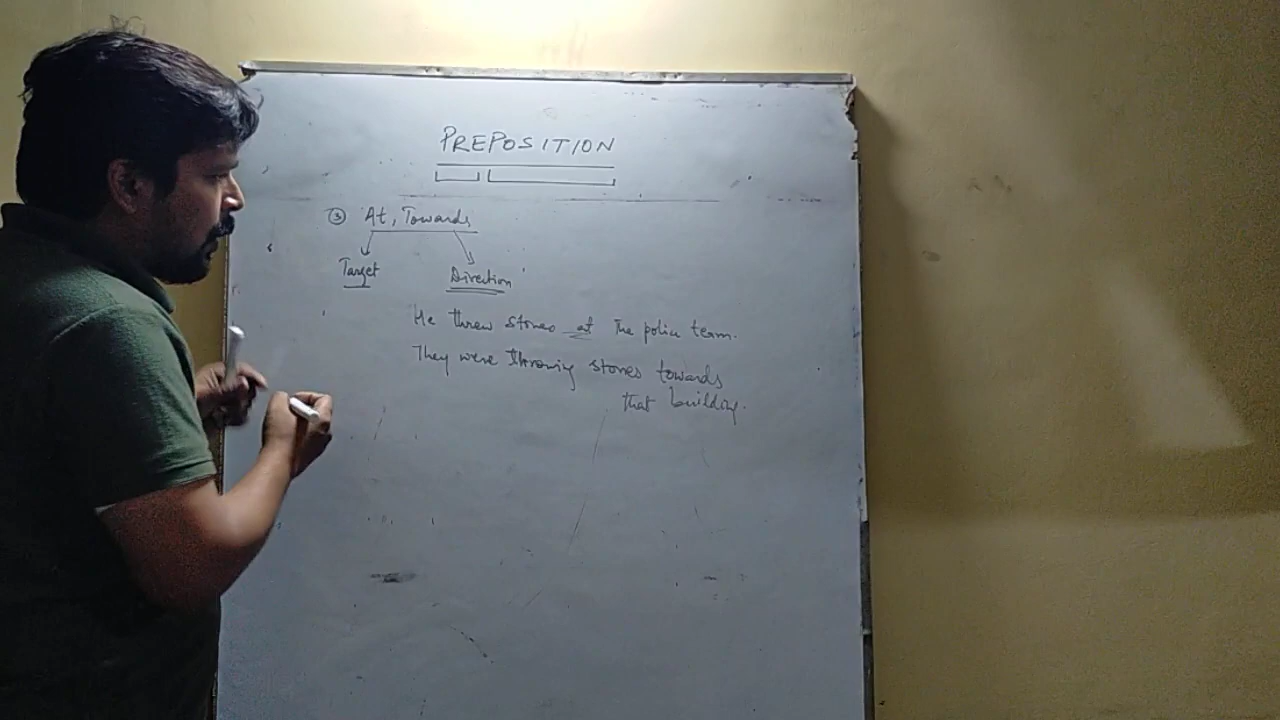 PREPOSITION
③ At, Towards
Target
Direction
He threw stones at the police term.
They were throwing stones towards
that building.